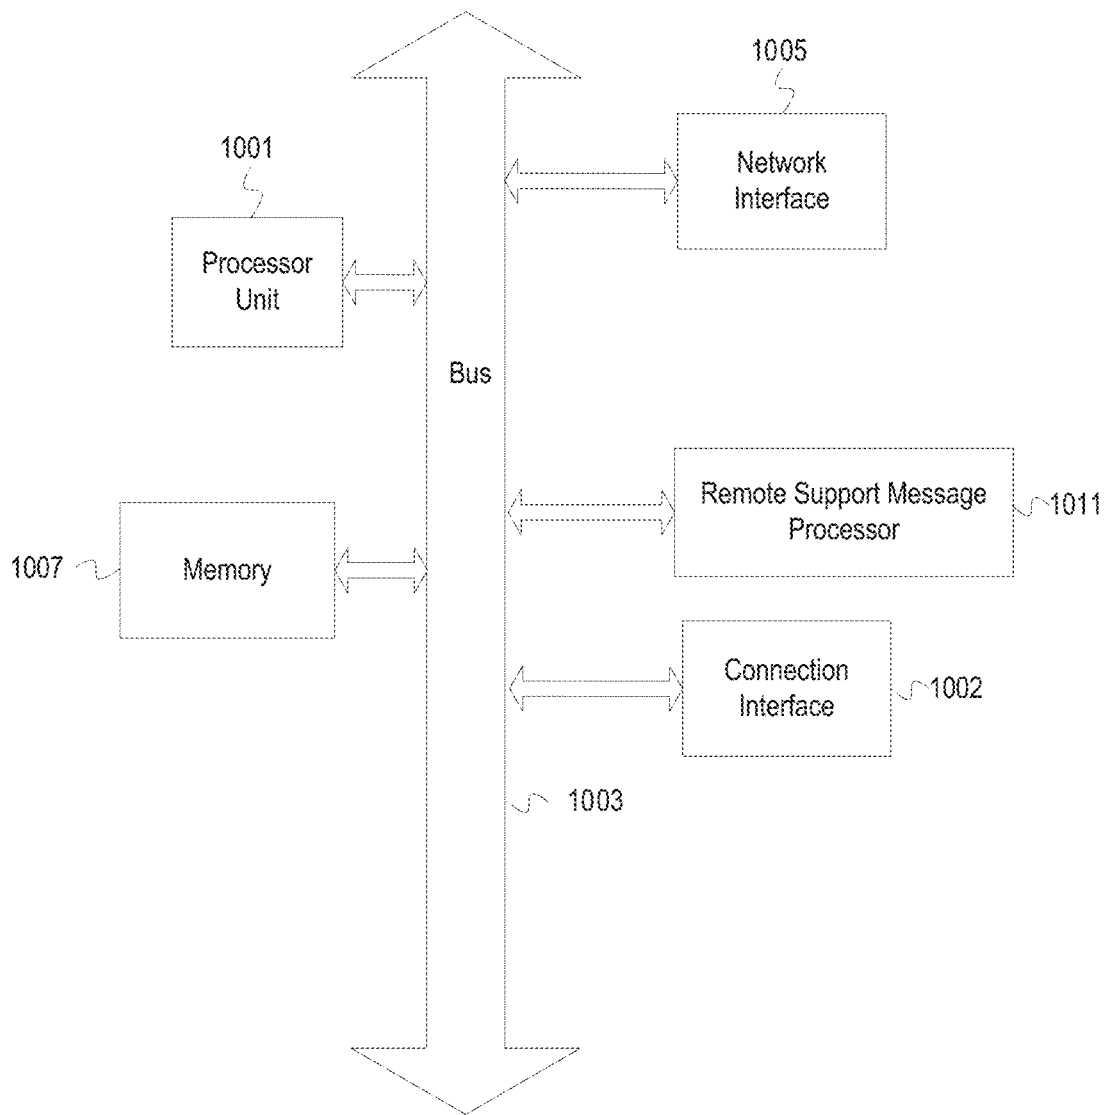 1005
Network
Interface
1001
Processor
Unit
Bus
Remote Support Message
Processor
1011
1007
Memory
Connection
Interface
1002
1003